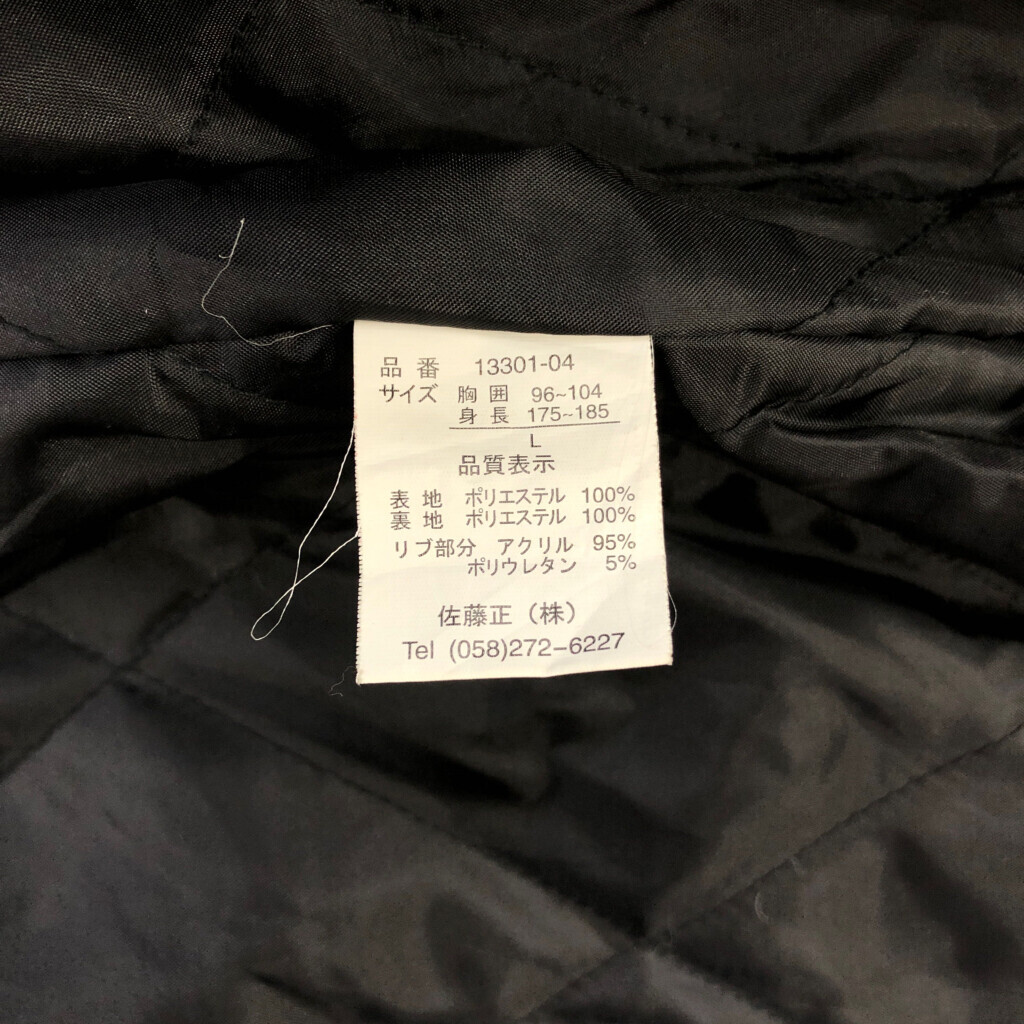 品番 13301-04
サイズ 胸囲 96~104
身長 175~185
L
品質表示
表地 ポリエステル 100%
裏地 ポリエステル 100%
リブ部分 アクリル 95%
ポリウレタン 5%
佐藤正（株）
Tel (058)272-6227